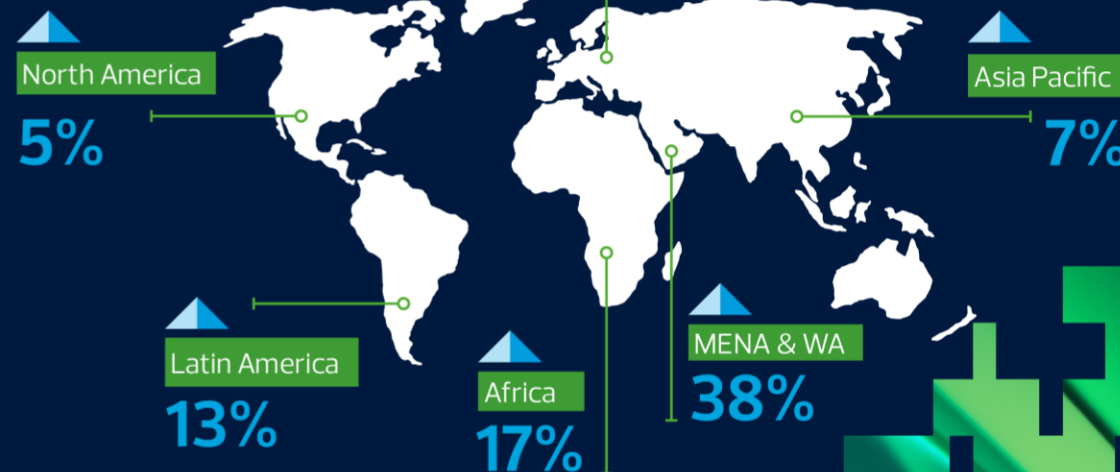 North America
5%
Asia Pacific
7%
Latin America
13%
Africa
17%
MENA & WA
38%